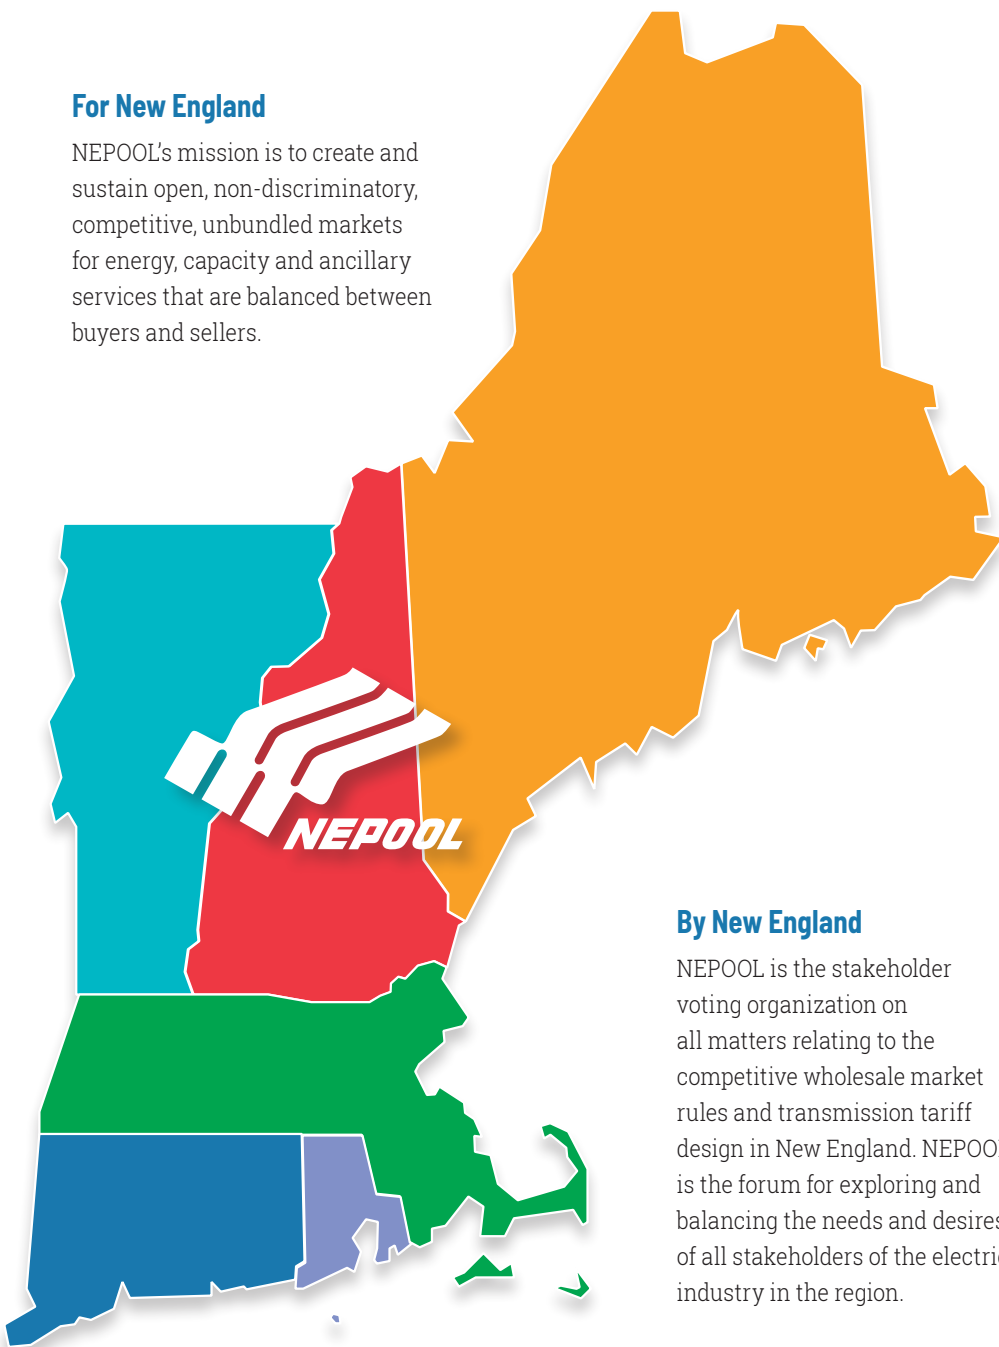 For New England
NEPOOL’s mission is to create and
sustain open, non-discriminatory,
competitive, unbundled markets
for energy, capacity and ancillary
services that are balanced between
buyers and sellers.
NEPOOL
By New England
NEPOOL is the stakeholder
voting organization on
all matters relating to the
competitive wholesale market
rules and transmission tariff
design in New England. NEPOOL
is the forum for exploring and
balancing the needs and desires
of all stakeholders of the electric
industry in the region.